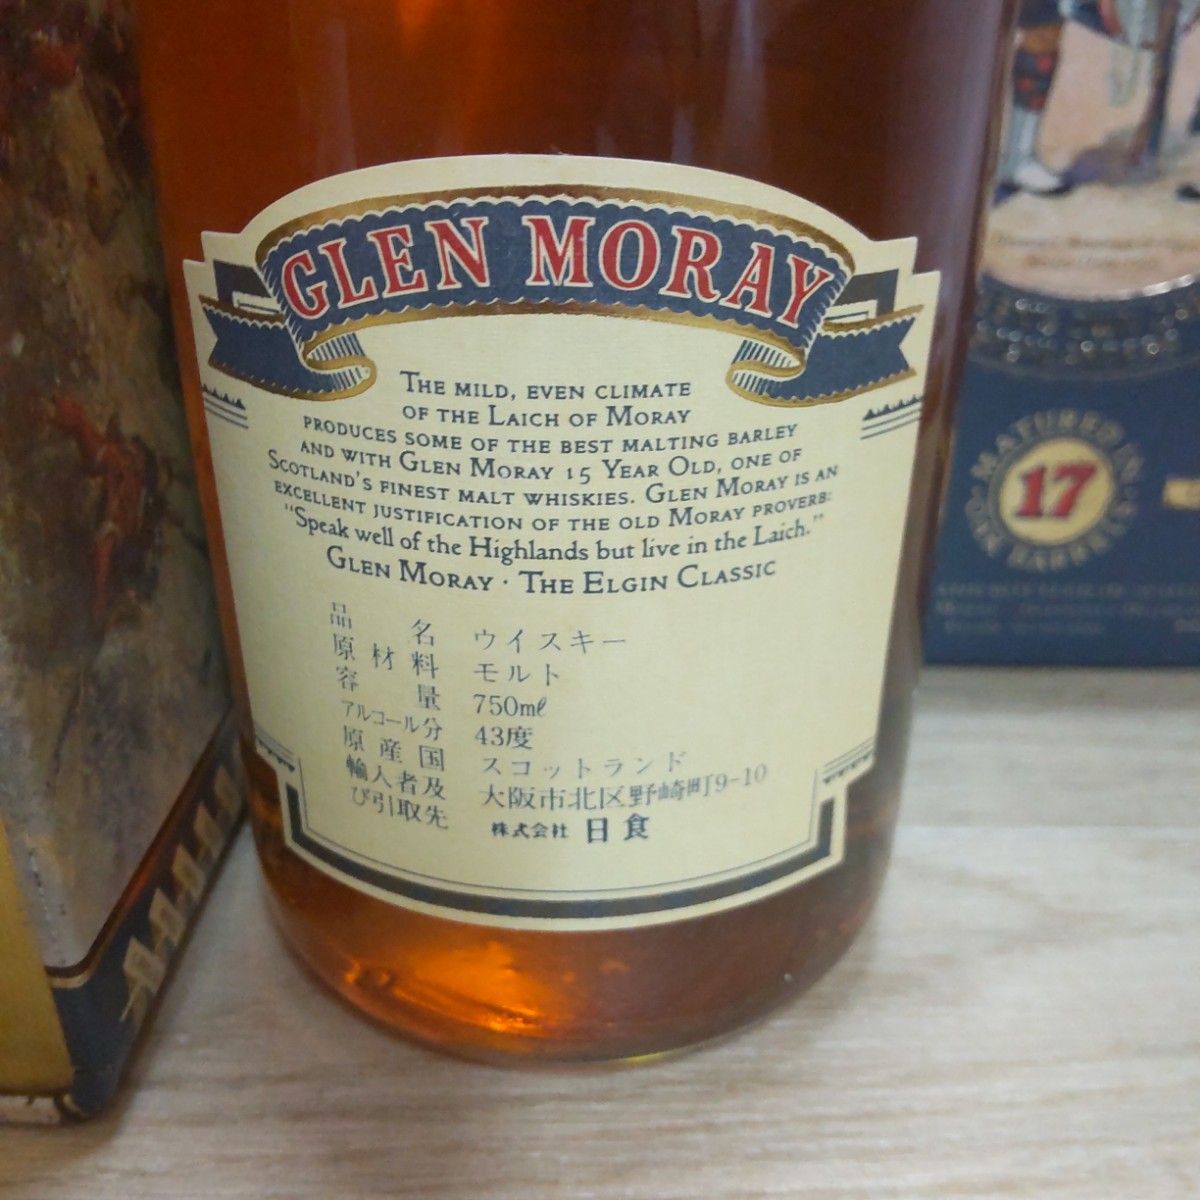 GLEN MORAY
THE MILD, EVEN CLIMATE
OF THE LAICH OF MORAY
PRODUCES SOME OF THE BEST MALTING BARLEY
AND WITH GLEN MORAY 15 YEAR OLD, ONE OF
SCOTLAND'S FINEST MALT WHISKIES. GLEN MORAY IS AN
EXCELLENT JUSTIFICATION OF THE OLD MORAY PROVERB:
"Speak well of the Highlands but live in the Laich."
GLEN MORAY · THE ELGIN CLASSIC
品名 ウイスキー
原材料 モルト
容量 750mℓ
アルコール分 43度
原産国 スコットランド
輸入者及び引取先 大阪市北区野崎町9-10
株式会社 日食
MATURED IN
17
OAK BARRELS